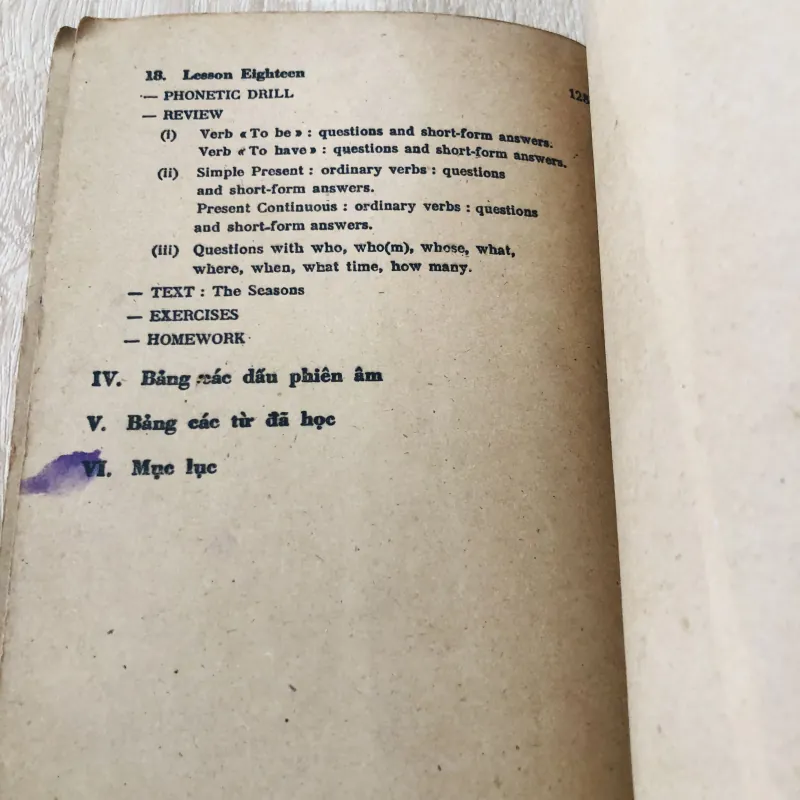 18. Lesson Eighteen
— PHONETIC DRILL 128
— REVIEW
(i) Verb « To be » : questions and short-form answers.
Verb « To have » : questions and short-form answers.
(ii) Simple Present : ordinary verbs : questions
and short-form answers.
Present Continuous : ordinary verbs : questions
and short-form answers.
(iii) Questions with who, who(m), whose, what,
where, when, what time, how many.
— TEXT : The Seasons
— EXERCISES
— HOMEWORK
IV. Bảng các dấu phiên âm
V. Bảng các từ đã học
VI. Mục lục